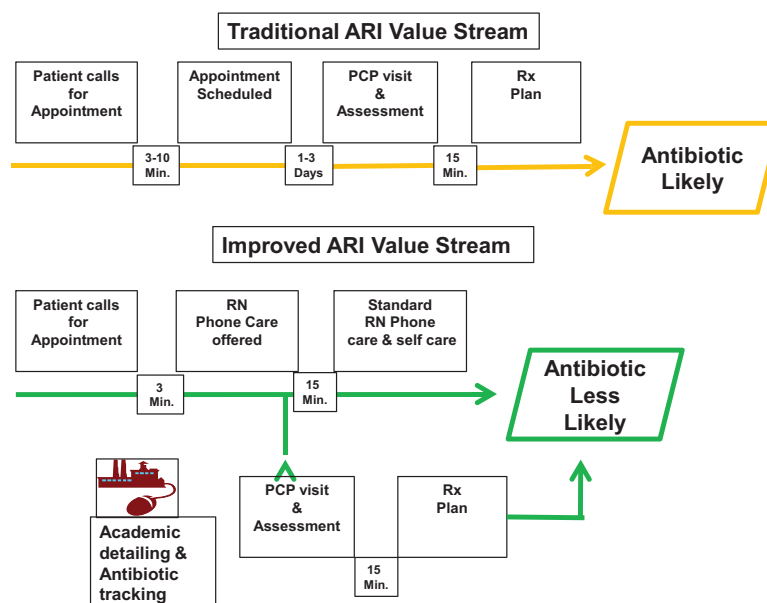 Traditional ARI Value Stream
Patient calls
for
Appointment
Appointment
Scheduled
PCP visit
&
Assessment
Rx
Plan
3-10
Min.
1-3
Days
15
Min.
Antibiotic
Likely
Improved ARI Value Stream
Patient calls
for
Appointment
RN
Phone Care
offered
Standard
RN Phone
care & self care
3
Min.
15
Min.
Antibiotic
Less
Likely
PCP visit
&
Assessment
Rx
Plan
15
Min.
Academic
detailing &
Antibiotic
tracking